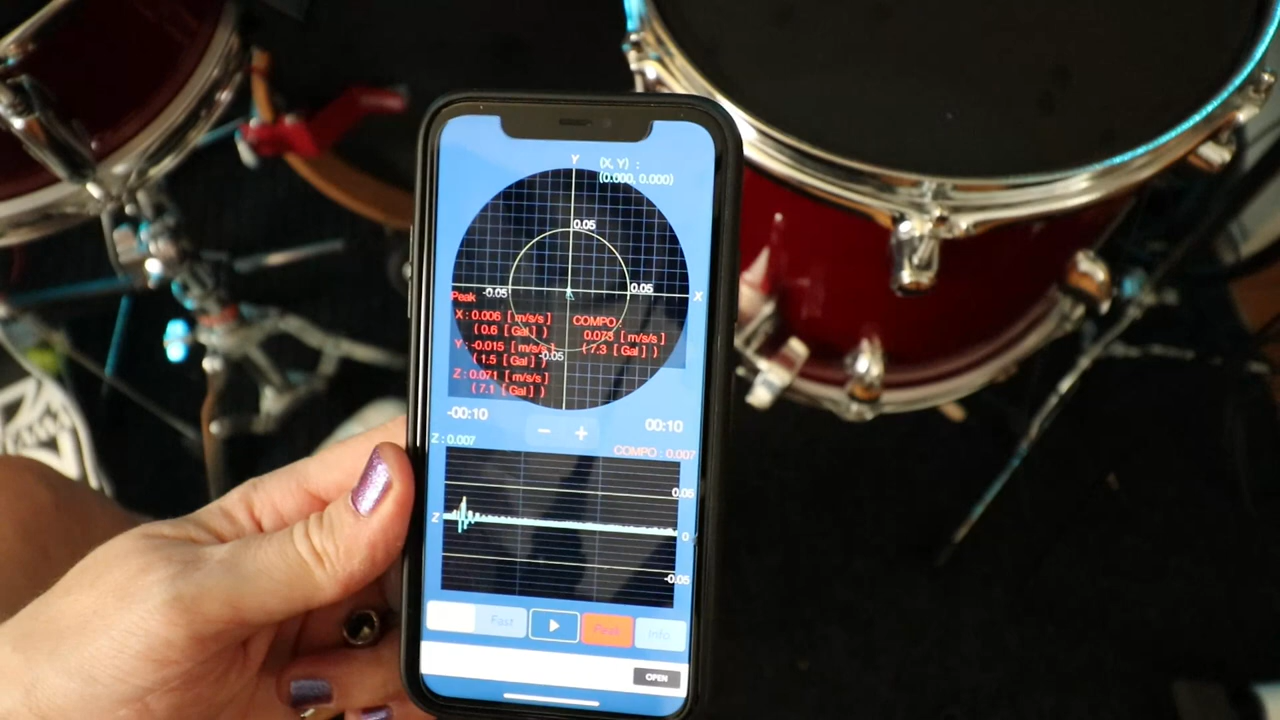 Y
(X, Y) :
(0.000, 0.000)
0.05
-0.05
0.05
X
Peak
X : 0.006 [ m/s/s ]
( 0.6 [ Gal ] )
Y : -0.015 [ m/s/s ]
( 1.5 [ Gal ] )
-0.05
Z : 0.071 [ m/s/s ]
( 7.1 [ Gal ] )
COMPO :
0.073 [ m/s/s ]
( 7.3 [ Gal ] )
-00:10
00:10
− +
Z : 0.007
COMPO : 0.007
0.05
Z
0
-0.05
Fast
Peak
Info
OPEN